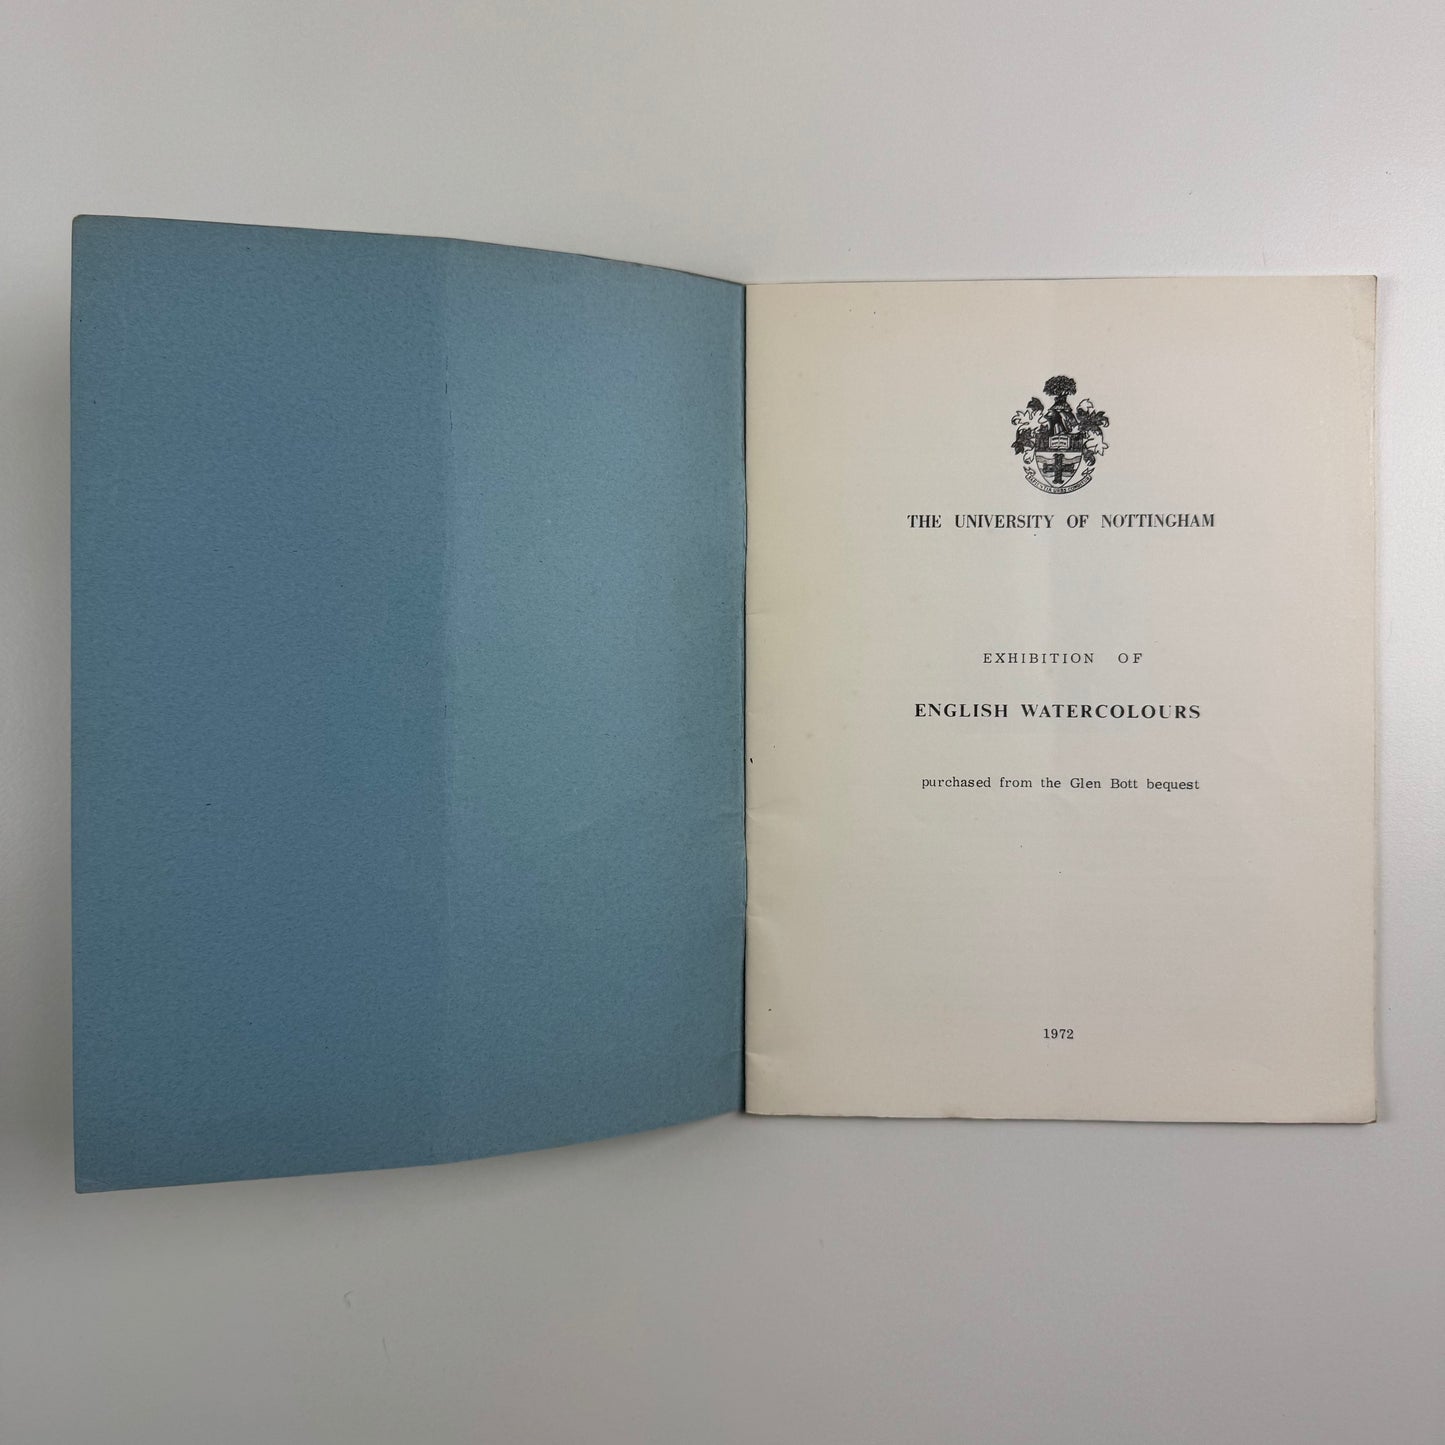 THE UNIVERSITY OF NOTTINGHAM
EXHIBITION OF
ENGLISH WATERCOLOURS
purchased from the Glen Bott bequest
1972